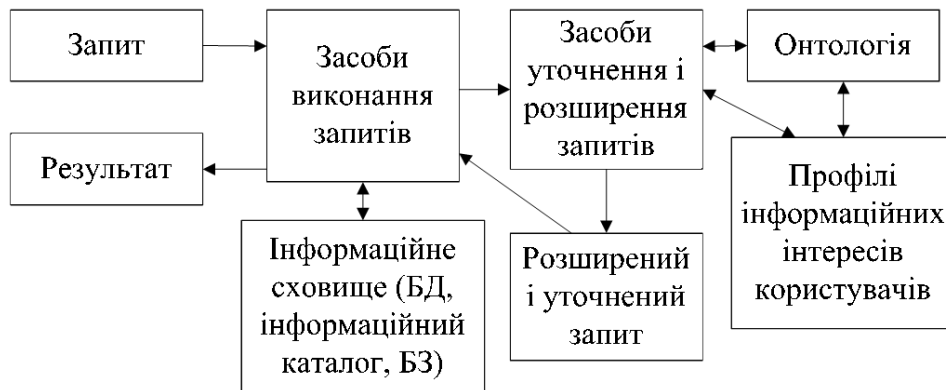 Запит
Результат
Засоби
виконання
запитів
Інформаційне
сховище (БД,
інформаційний
каталог, БЗ)
Засоби
уточнення і
розширення
запитів
Розширений
і уточнений
запит
Онтологія
Профілі
інформаційних
інтересів
користувачів